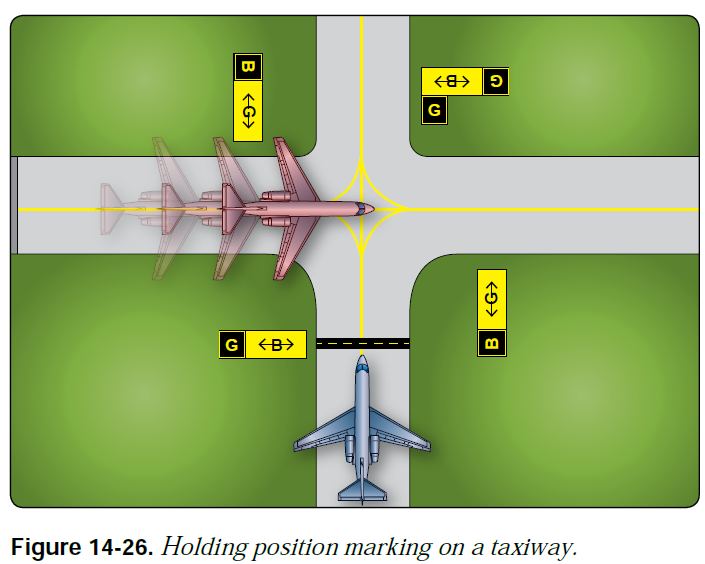 B
←G→
←B→ G
G
←G→
B
G ←B→
Figure 14-26. Holding position marking on a taxiway.